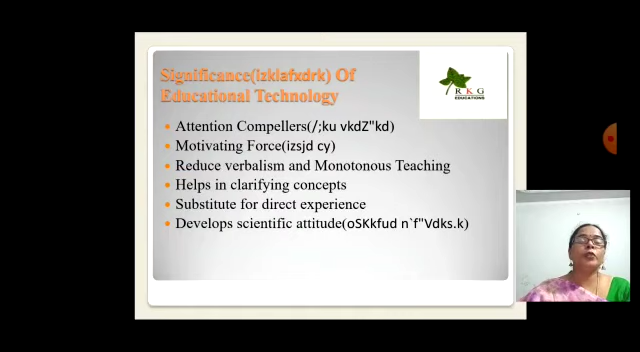 Significance(izklafxdrk) Of
Educational Technology
R K G
EDUCATIONS
Attention Compellers(/;ku vkdZ"kd)
Motivating Force(izsjd cy)
Reduce verbalism and Monotonous Teaching
Helps in clarifying concepts
Substitute for direct experience
Develops scientific attitude(oSKkfud n`f"Vdks.k)